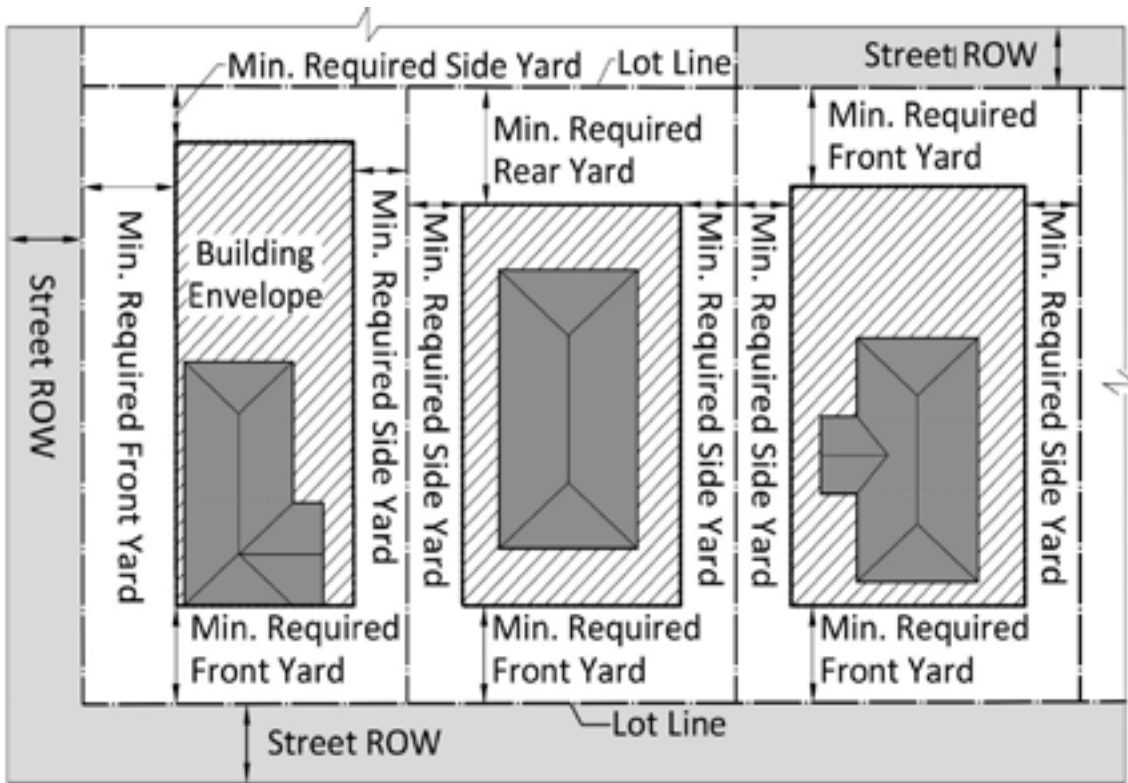 Street ROW
Min. Required Side Yard
Lot Line
Min. Required
Rear Yard
Min. Required
Front Yard
Building
Envelope
Min. Required Front Yard
Min. Required Side Yard
Min. Required Side Yard
Min. Required Side Yard
Min. Required Side Yard
Min. Required Side Yard
Street ROW
Min. Required
Front Yard
Min. Required
Front Yard
Min. Required
Front Yard
Lot Line
Street ROW